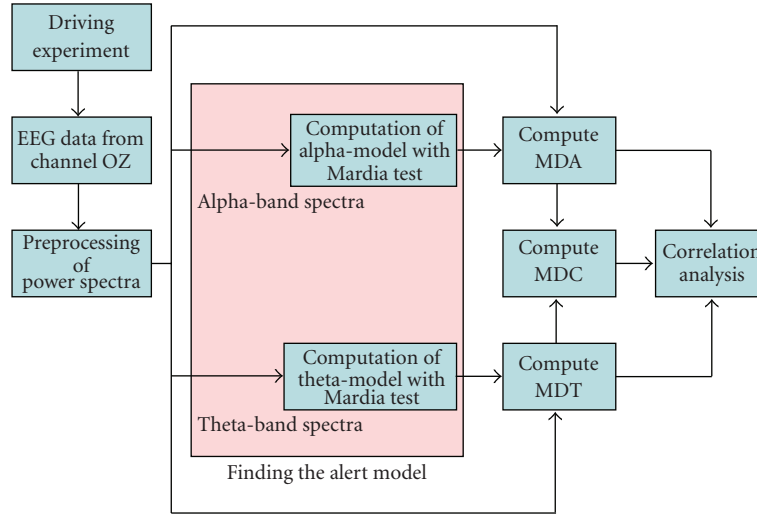 Driving
experiment
EEG data from
channel OZ
Preprocessing
of
power spectra
Computation of
alpha-model with
Mardia test
Alpha-band spectra
Computation of
theta-model with
Mardia test
Theta-band spectra
Finding the alert model
Compute
MDA
Compute
MDC
Compute
MDT
Correlation
analysis